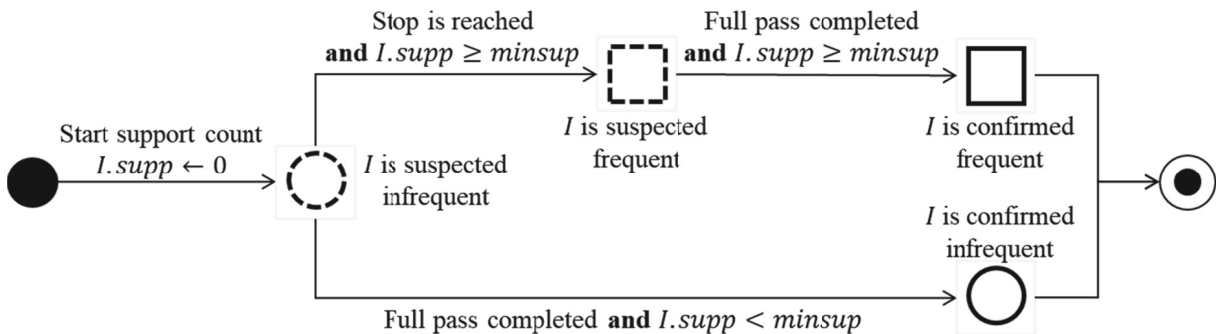 Stop is reached
and I.supp ≥ minsup
Full pass completed
and I.supp ≥ minsup
Start support count
I.supp ← 0
I is suspected
infrequent
I is suspected
frequent
I is confirmed
frequent
I is confirmed
infrequent
Full pass completed and I.supp < minsup